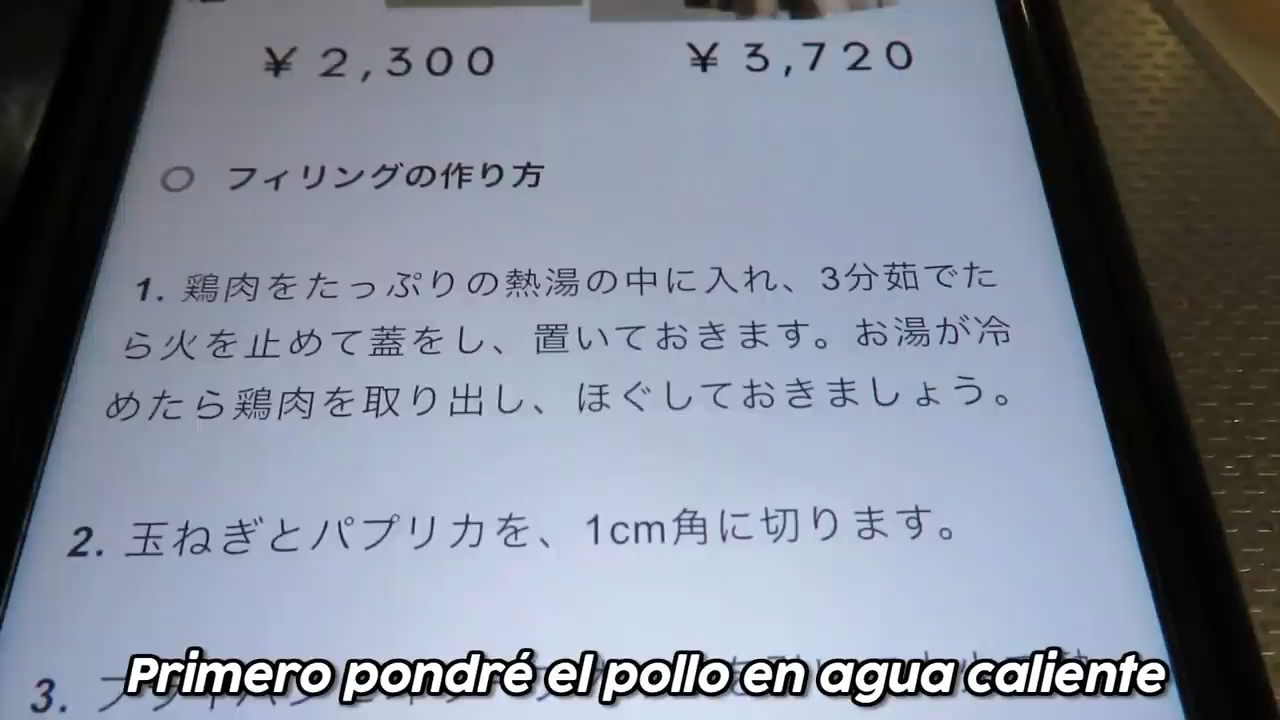 ¥2,300 ¥3,720
○ フィリングの作り方
1. 鶏肉をたっぷりの熱湯の中に入れ、3分茹でた
ら火を止めて蓋をし、置いておきます。お湯が冷
めたら鶏肉を取り出し、ほぐしておきましょう。
2. 玉ねぎとパプリカを、1cm角に切ります。
3.
Primero pondré el pollo en agua caliente